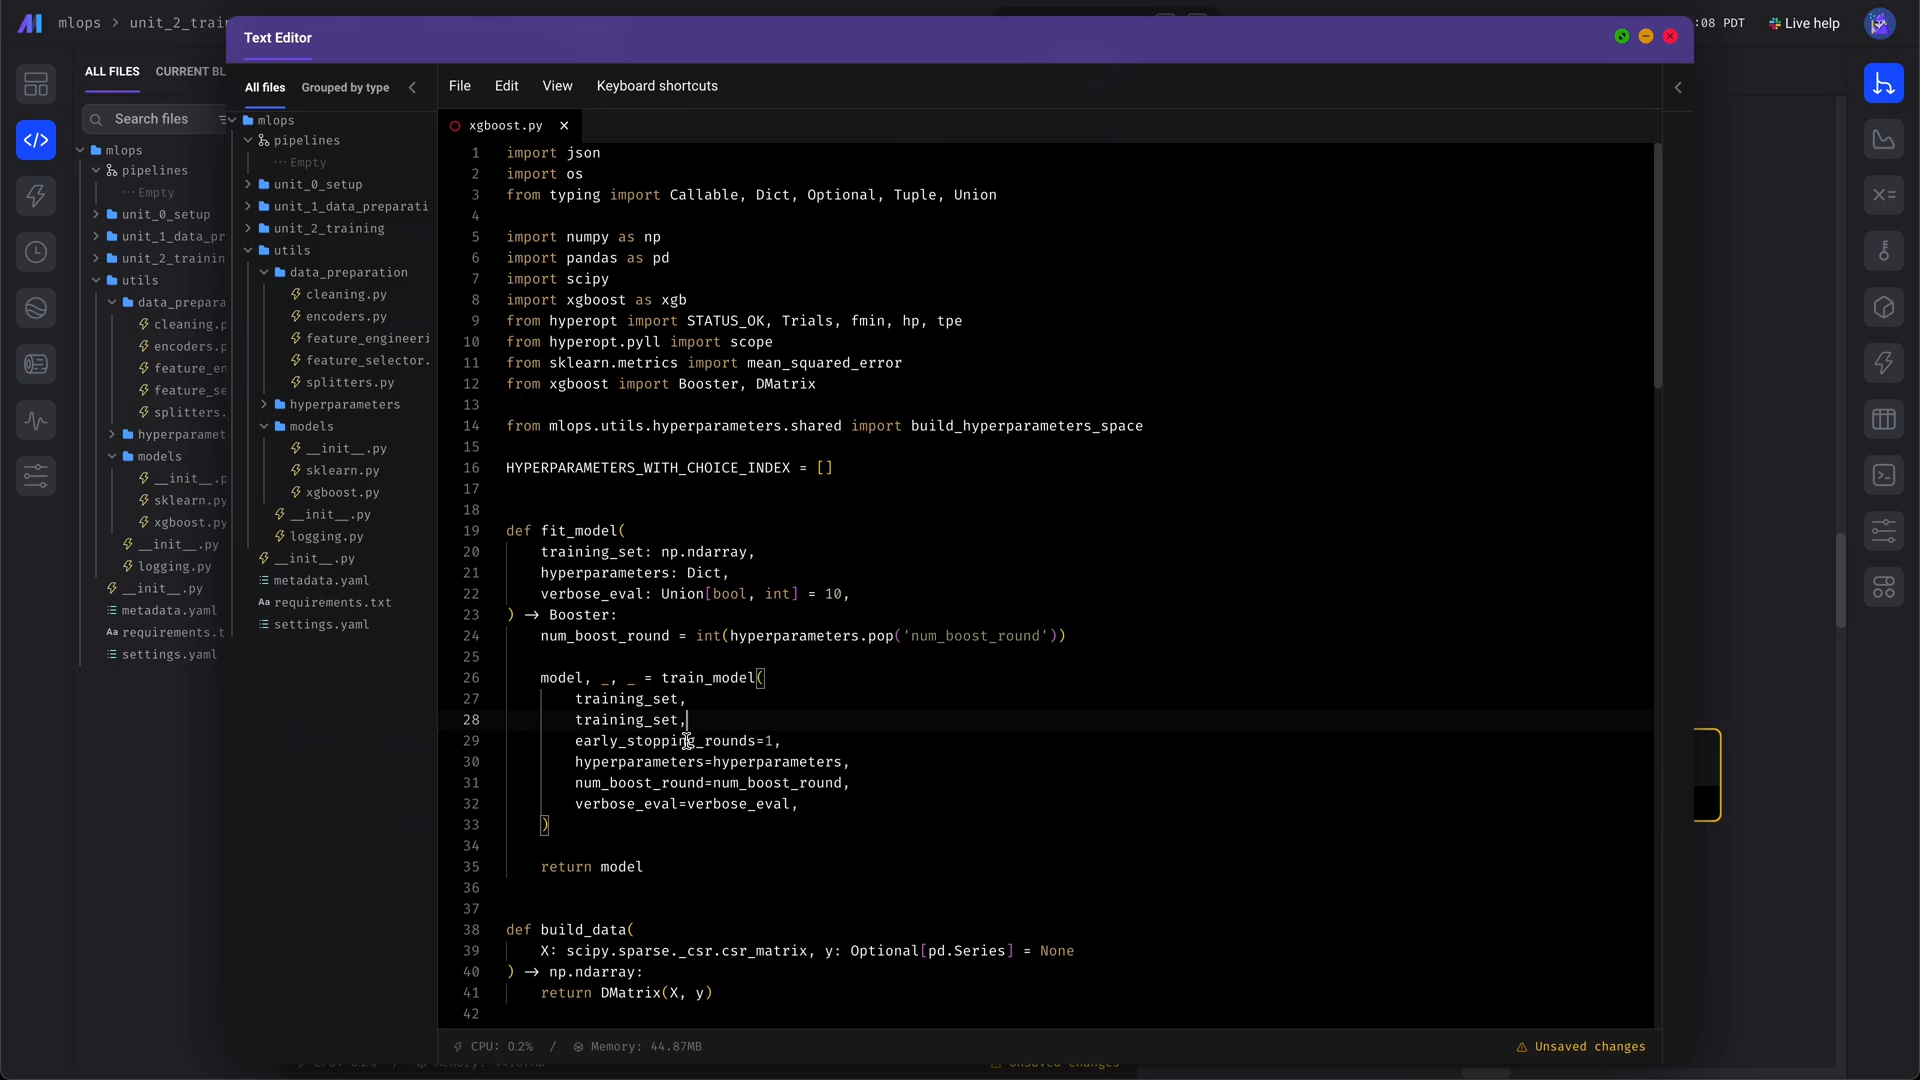 mlops > unit_2_trai
:08 PDT
Live help
Text Editor
ALL FILES
CURRENT BL
Search files
mlops
pipelines
Empty
unit_0_setup
unit_1_data_pr
unit_2_trainin
utils
data_prepara
cleaning.p
encoders.p
feature_en
feature_se
splitters.
hyperparamet
models
__init__.p
sklearn.py
xgboost.py
__init__.py
logging.py
__init__.py
metadata.yaml
Aa requirements.t
settings.yaml
All files
Grouped by type
mlops
pipelines
Empty
unit_0_setup
unit_1_data_preparati
unit_2_training
utils
data_preparation
cleaning.py
encoders.py
feature_engineeri
feature_selector.
splitters.py
hyperparameters
models
__init__.py
sklearn.py
xgboost.py
__init__.py
logging.py
__init__.py
metadata.yaml
Aa requirements.txt
settings.yaml
File
Edit
View
Keyboard shortcuts
xgboost.py
1 import json
2 import os
3 from typing import Callable, Dict, Optional, Tuple, Union
4
5 import numpy as np
6 import pandas as pd
7 import scipy
8 import xgboost as xgb
9 from hyperopt import STATUS_OK, Trials, fmin, hp, tpe
10 from hyperopt.pyll import scope
11 from sklearn.metrics import mean_squared_error
12 from xgboost import Booster, DMatrix
13
14 from mlops.utils.hyperparameters.shared import build_hyperparameters_space
15
16 HYPERPARAMETERS_WITH_CHOICE_INDEX = []
17
18
19 def fit_model(
20 training_set: np.ndarray,
21 hyperparameters: Dict,
22 verbose_eval: Union[bool, int] = 10,
23 ) → Booster:
24 num_boost_round = int(hyperparameters.pop('num_boost_round'))
25
26 model, _, _ = train_model(
27 training_set,
28 training_set,
29 early_stopping_rounds=1,
30 hyperparameters=hyperparameters,
31 num_boost_round=num_boost_round,
32 verbose_eval=verbose_eval,
33 )
34
35 return model
36
37
38 def build_data(
39 X: scipy.sparse._csr.csr_matrix, y: Optional[pd.Series] = None
40 ) → np.ndarray:
41 return DMatrix(X, y)
42
CPU: 0.2% / Memory: 44.87MB
Unsaved changes